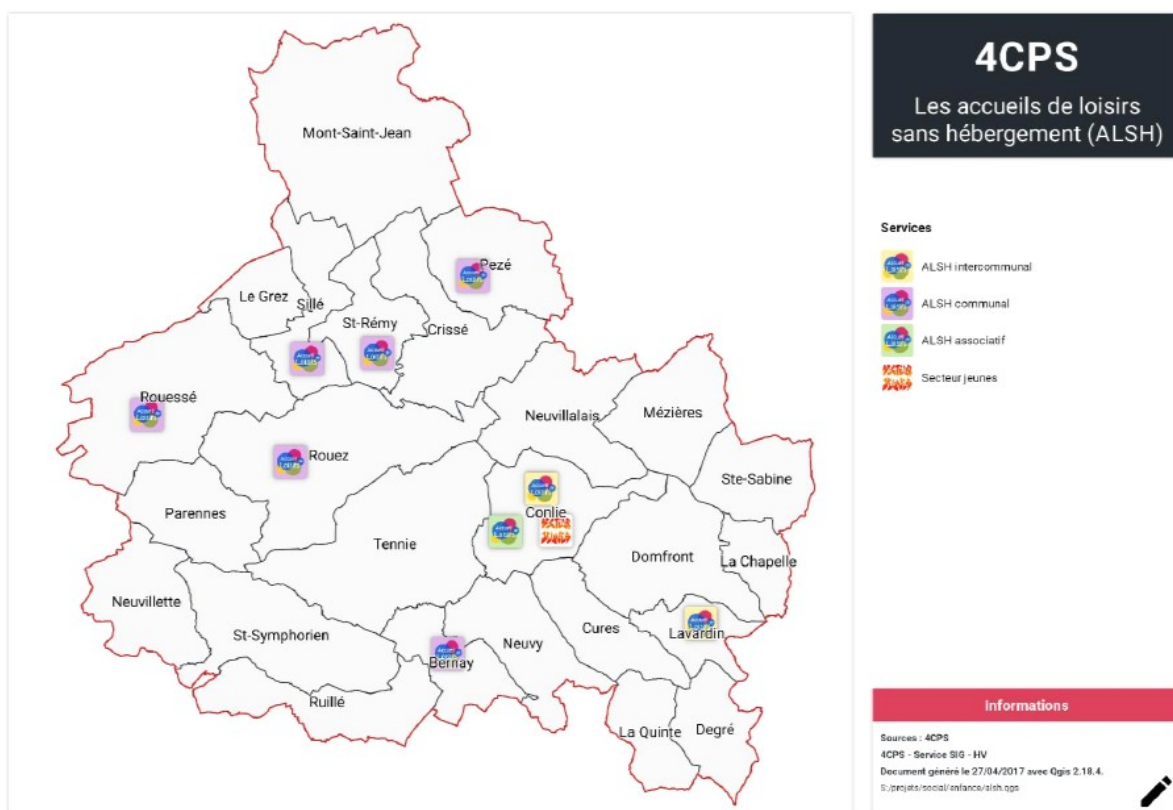 4CPS
Les accueils de loisirs
sans hébergement (ALSH)
Services
ALSH intercommunal
ALSH communal
ALSH associatif
Secteur jeunes
Mont-Saint-Jean
Pezé
Le Grez
Sillé
St-Rémy
Crissé
Rouessé
Neuvillalais
Mézières
Rouez
Ste-Sabine
Parennes
Conlie
Tennie
Domfront
La Chapelle
Neuvillette
St-Symphorien
Cures
Lavardin
Neuvy
Bernay
Ruillé
La Quinte
Degré
Informations
Sources : 4CPS
4CPS - Service SIG - HV
Document généré le 27/04/2017 avec Qgis 2.18.4.
S:/projets/social/enfance/alsh.qgs